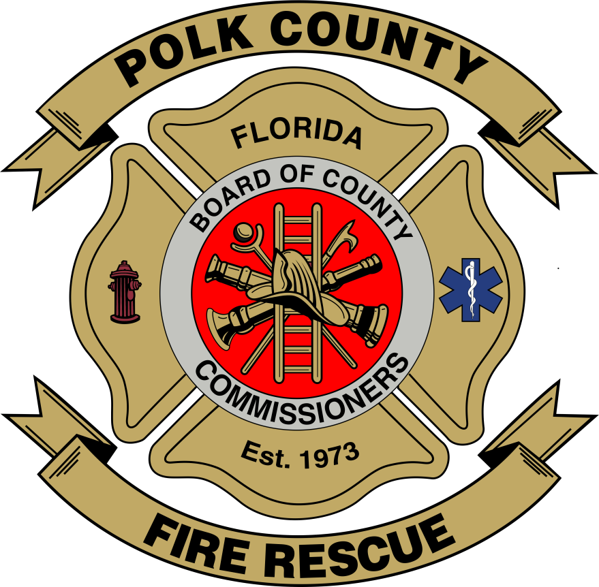 POLK COUNTY
FLORIDA
BOARD OF COUNTY
COMMISSIONERS
Est. 1973
FIRE RESCUE